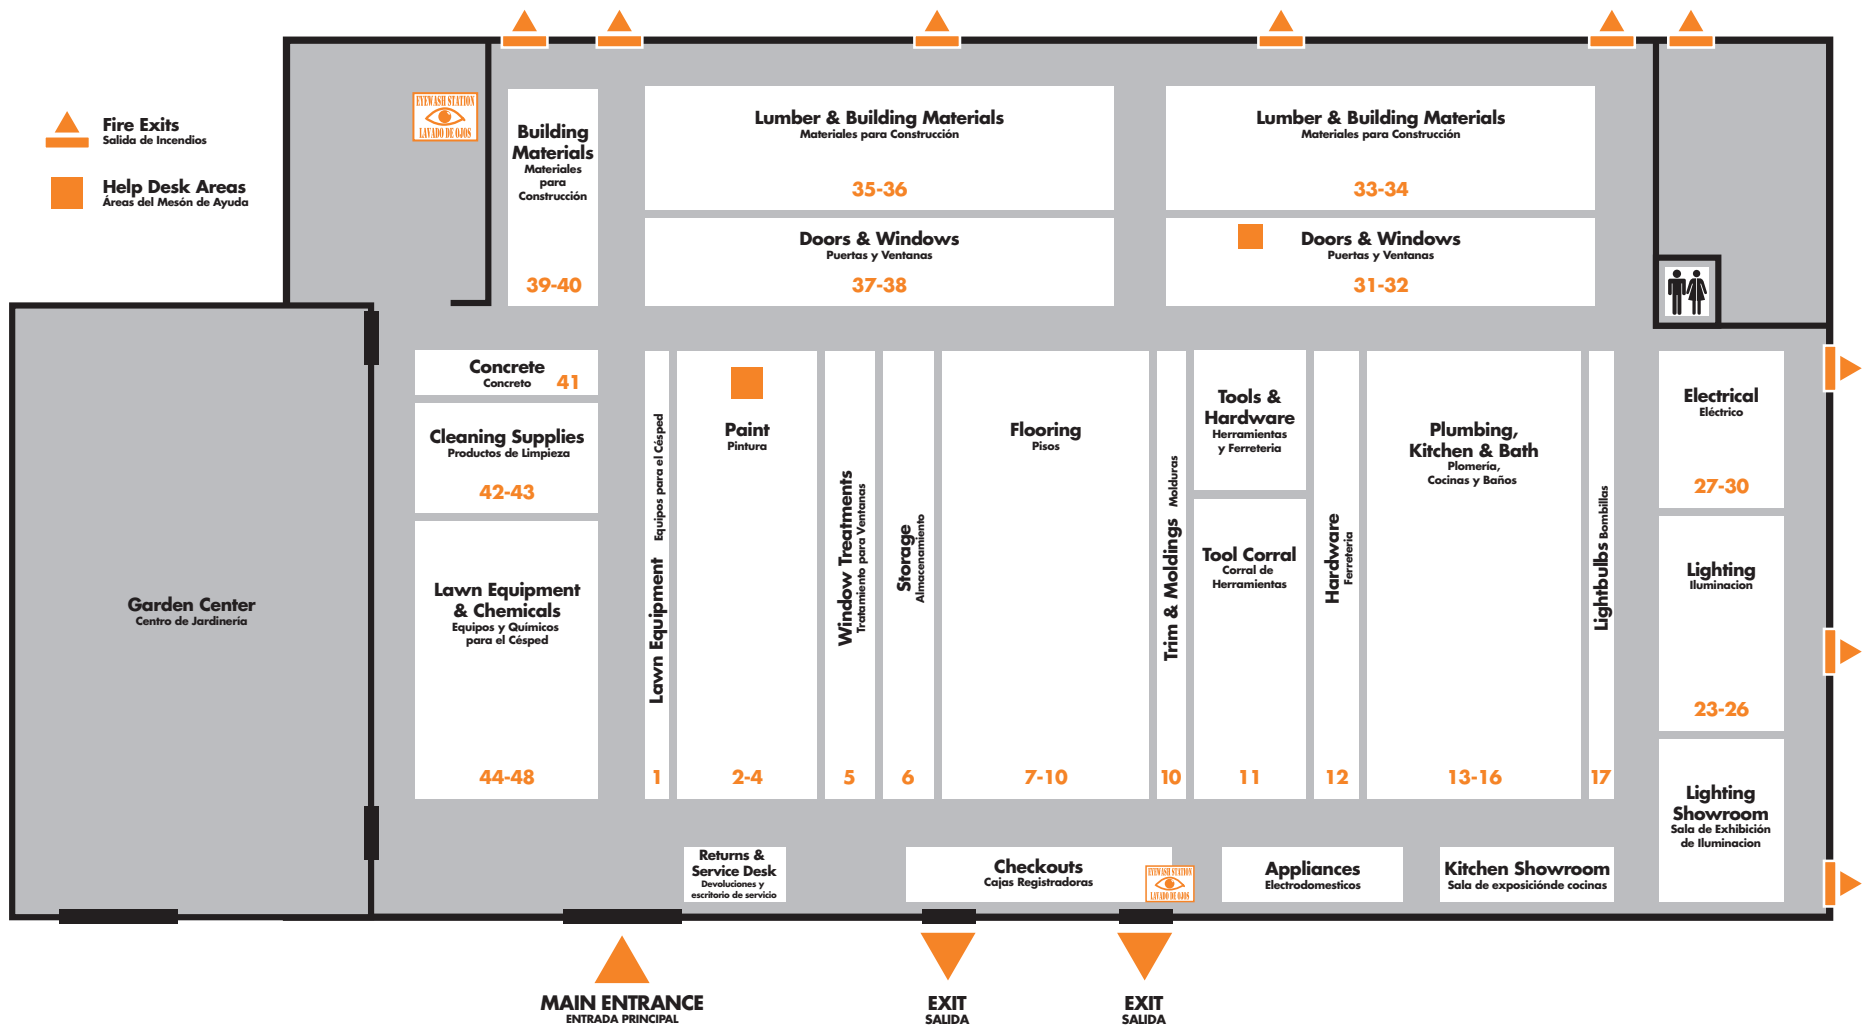 EYEWASH STATION
LAVADO DE OJOS
Fire Exits
Salida de Incendios
Help Desk Areas
Áreas del Mesón de Ayuda
Building
Materials
Materiales
para
Construcción
39-40
Lumber & Building Materials
Materiales para Construcción
35-36
Lumber & Building Materials
Materiales para Construcción
33-34
Doors & Windows
Puertas y Ventanas
37-38
Doors & Windows
Puertas y Ventanas
31-32
Concrete
Concreto
41
Cleaning Supplies
Productos de Limpieza
42-43
Lawn Equipment
& Chemicals
Equipos y Químicos
para el Césped
44-48
Garden Center
Centro de Jardinería
Lawn Equipment Equipos para el Césped
1
Paint
Pintura
2-4
Window Treatments
Tratamiento para Ventanas
5
Storage
Almacenamiento
6
Flooring
Pisos
7-10
Trim & Moldings Molduras
10
Tools &
Hardware
Herramientas
y Ferreteria
Tool Corral
Corral de
Herramientas
11
Hardware
Ferreteria
12
Plumbing,
Kitchen & Bath
Plomería,
Cocinas y Baños
13-16
Lightbulbs Bombillas
17
Electrical
Eléctrico
27-30
Lighting
Iluminacion
23-26
Lighting
Showroom
Sala de Exhibición
de Iluminacion
Returns &
Service Desk
Devoluciones y
escritorio de servicio
Checkouts
Cajas Registradoras
EYEWASH STATION
LAVADO DE OJOS
Appliances
Electrodomesticos
Kitchen Showroom
Sala de exposiciónde cocinas
MAIN ENTRANCE
ENTRADA PRINCIPAL
EXIT
SALIDA
EXIT
SALIDA